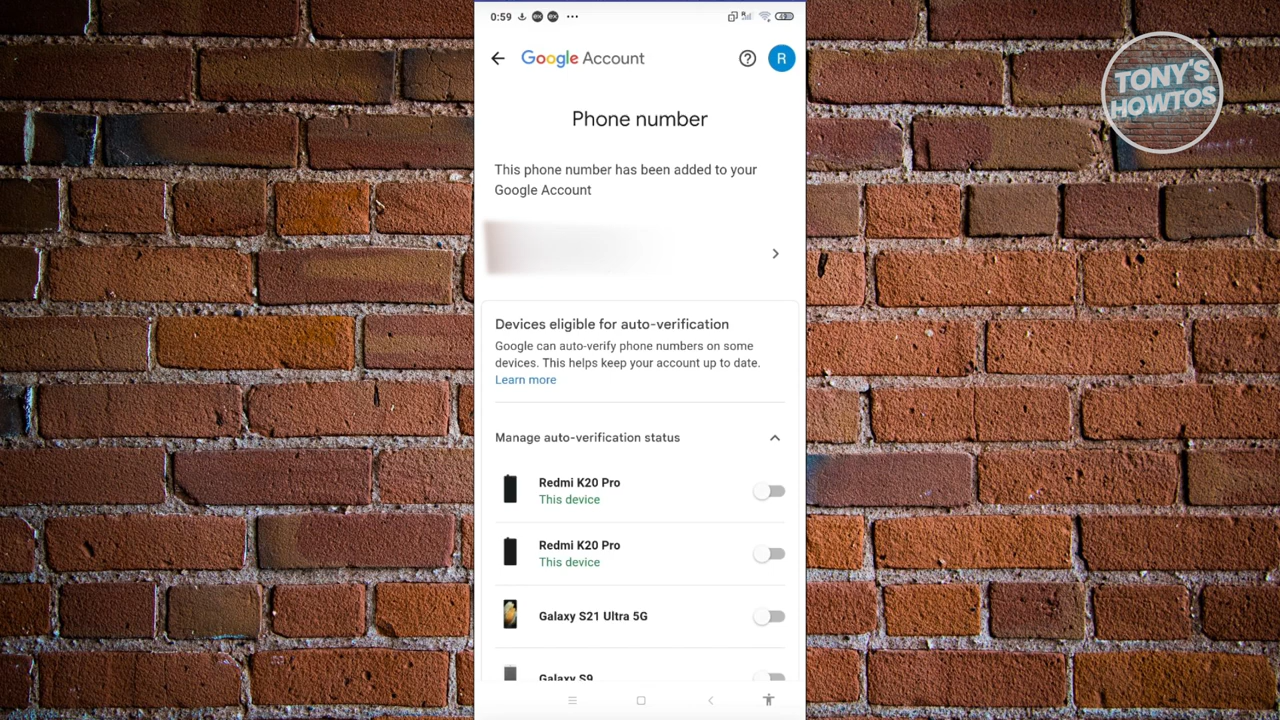 0:59
Google Account
R
TONY'S
HOWTOS
Phone number
This phone number has been added to your
Google Account
Devices eligible for auto-verification
Google can auto-verify phone numbers on some
devices. This helps keep your account up to date.
Learn more
Manage auto-verification status
Redmi K20 Pro
This device
Redmi K20 Pro
This device
Galaxy S21 Ultra 5G
Galaxy S9